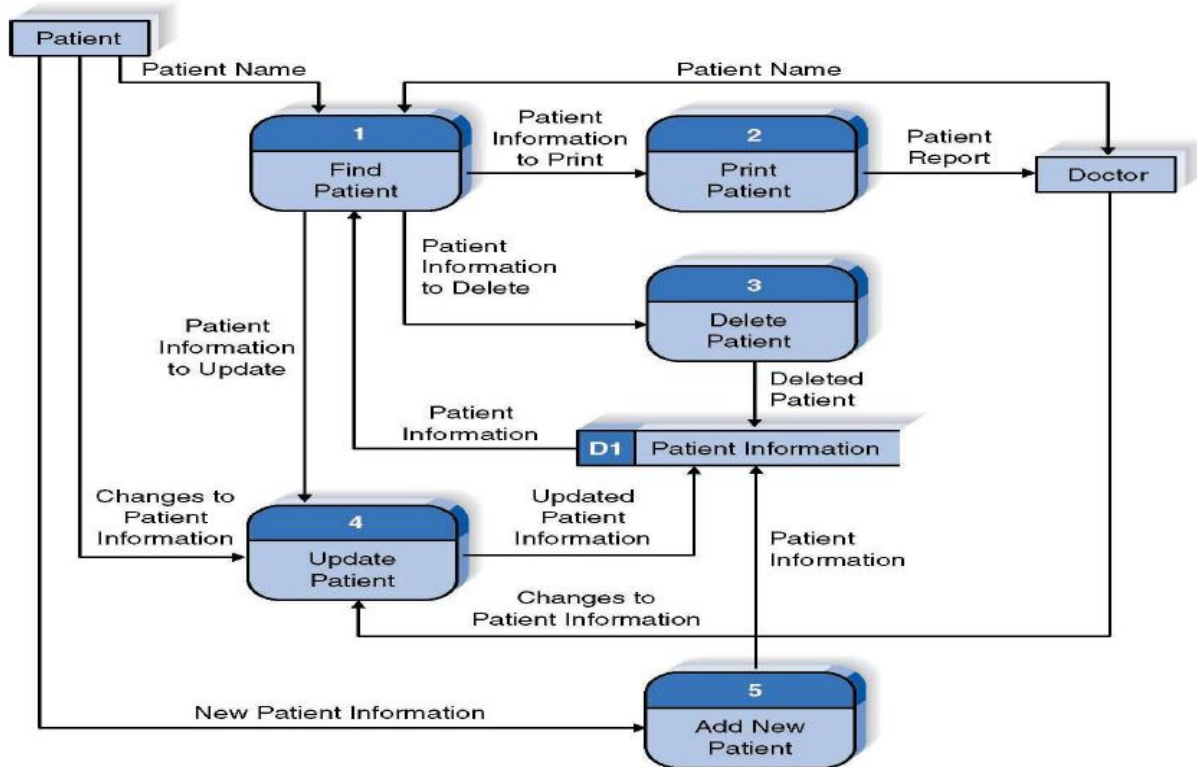 Patient
Patient Name
Patient Name
1
Find
Patient
Patient
Information
to Print
2
Print
Patient
Patient
Report
Doctor
Patient
Information
to Delete
3
Delete
Patient
Patient
Information
to Update
Deleted
Patient
Patient
Information
D1
Patient Information
Changes to
Patient
Information
4
Update
Patient
Updated
Patient
Information
Patient
Information
Changes to
Patient Information
New Patient Information
5
Add New
Patient